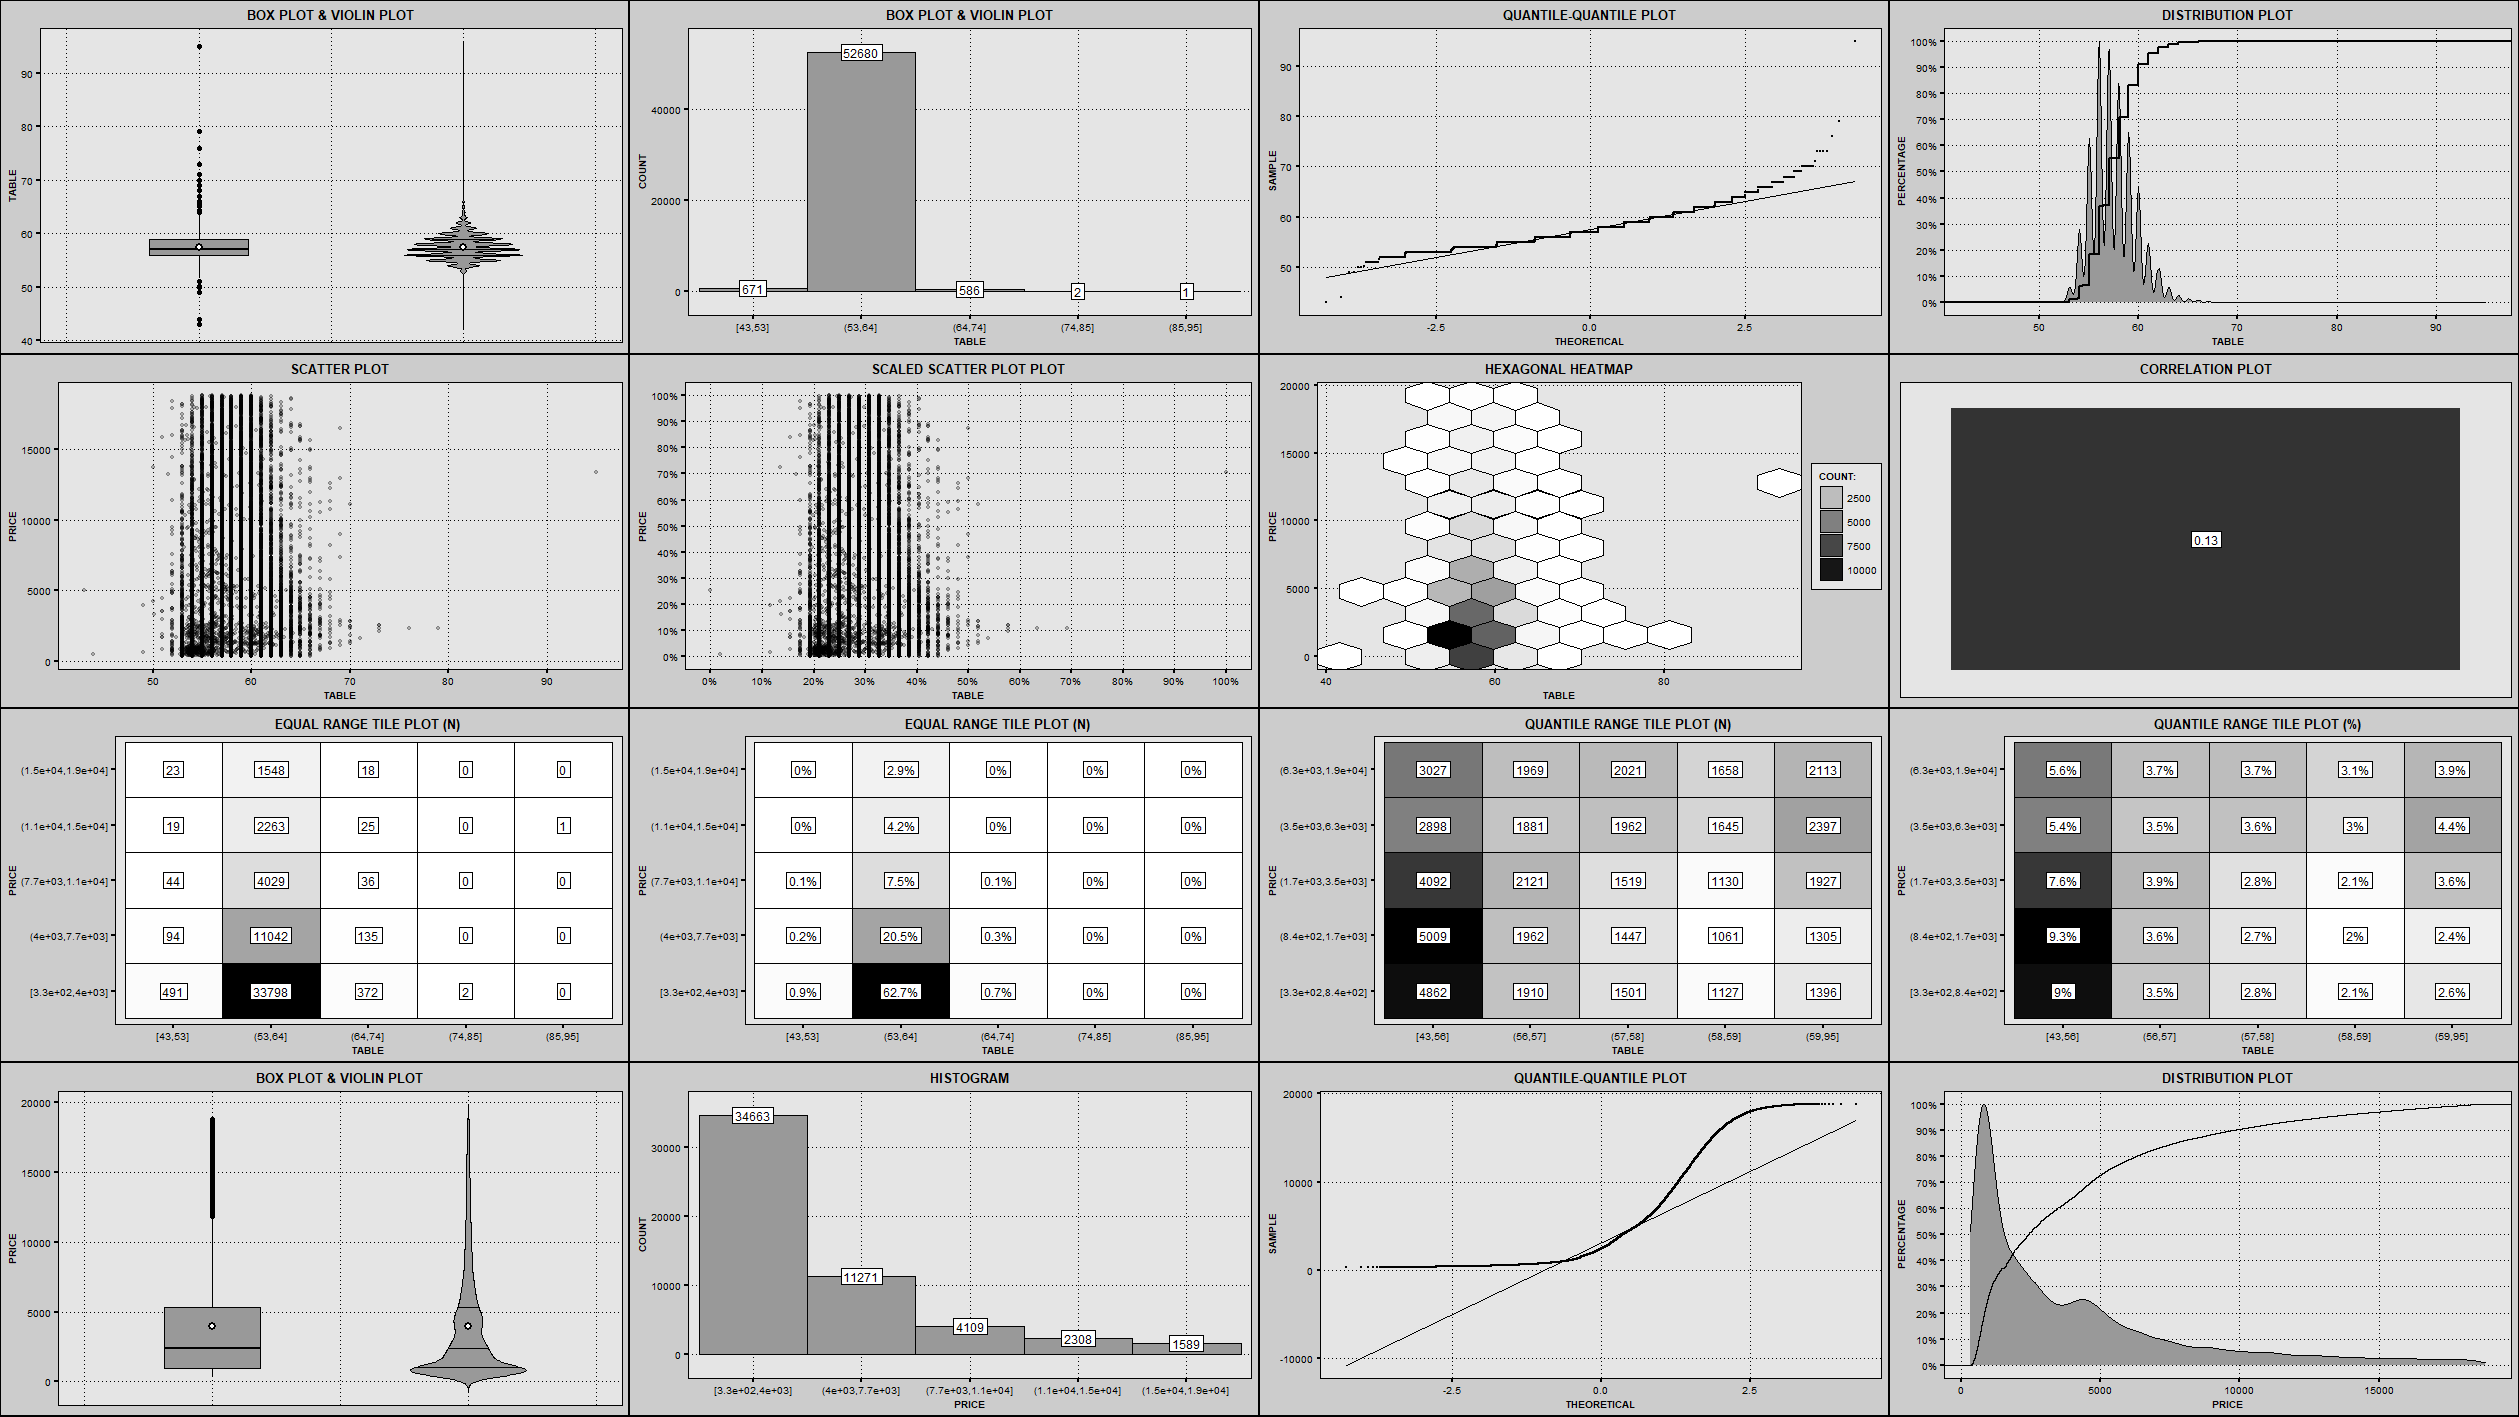 BOX PLOT & VIOLIN PLOT
TABLE
90
80
70
60
50
40
BOX PLOT & VIOLIN PLOT
COUNT
40000
20000
0
52680
671
586
2
1
[43,53] (53,64] (64,74] (74,85] (85,95]
TABLE
QUANTILE-QUANTILE PLOT
SAMPLE
90
80
70
60
50
-2.5 0.0 2.5
THEORETICAL
DISTRIBUTION PLOT
PERCENTAGE
100%
90%
80%
70%
60%
50%
40%
30%
20%
10%
0%
50 60 70 80 90
TABLE
SCATTER PLOT
PRICE
15000
10000
5000
0
50 60 70 80 90
TABLE
SCALED SCATTER PLOT PLOT
PRICE
100%
90%
80%
70%
60%
50%
40%
30%
20%
10%
0%
0% 10% 20% 30% 40% 50% 60% 70% 80% 90% 100%
TABLE
HEXAGONAL HEATMAP
PRICE
20000
15000
10000
5000
0
40 60 80
TABLE
COUNT:
2500
5000
7500
10000
CORRELATION PLOT
0.13
EQUAL RANGE TILE PLOT (N)
PRICE
(1.5e+04,1.9e+04] 23 1548 18 0 0
(1.1e+04,1.5e+04] 19 2263 25 0 1
(7.7e+03,1.1e+04] 44 4029 36 0 0
(4e+03,7.7e+03] 94 11042 135 0 0
[3.3e+02,4e+03] 491 33798 372 2 0
[43,53] (53,64] (64,74] (74,85] (85,95]
TABLE
EQUAL RANGE TILE PLOT (N)
PRICE
(1.5e+04,1.9e+04] 0% 2.9% 0% 0% 0%
(1.1e+04,1.5e+04] 0% 4.2% 0% 0% 0%
(7.7e+03,1.1e+04] 0.1% 7.5% 0.1% 0% 0%
(4e+03,7.7e+03] 0.2% 20.5% 0.3% 0% 0%
[3.3e+02,4e+03] 0.9% 62.7% 0.7% 0% 0%
[43,53] (53,64] (64,74] (74,85] (85,95]
TABLE
QUANTILE RANGE TILE PLOT (N)
PRICE
(6.3e+03,1.9e+04] 3027 1969 2021 1658 2113
(3.5e+03,6.3e+03] 2898 1881 1962 1645 2397
(1.7e+03,3.5e+03] 4092 2121 1519 1130 1927
(8.4e+02,1.7e+03] 5009 1962 1447 1061 1305
[3.3e+02,8.4e+02] 4862 1910 1501 1127 1396
[43,56] (56,57] (57,58] (58,59] (59,95]
TABLE
QUANTILE RANGE TILE PLOT (%)
PRICE
(6.3e+03,1.9e+04] 5.6% 3.7% 3.7% 3.1% 3.9%
(3.5e+03,6.3e+03] 5.4% 3.5% 3.6% 3% 4.4%
(1.7e+03,3.5e+03] 7.6% 3.9% 2.8% 2.1% 3.6%
(8.4e+02,1.7e+03] 9.3% 3.6% 2.7% 2% 2.4%
[3.3e+02,8.4e+02] 9% 3.5% 2.8% 2.1% 2.6%
[43,56] (56,57] (57,58] (58,59] (59,95]
TABLE
BOX PLOT & VIOLIN PLOT
PRICE
20000
15000
10000
5000
0
HISTOGRAM
COUNT
30000
20000
10000
0
34663
11271
4109
2308
1589
[3.3e+02,4e+03] (4e+03,7.7e+03] (7.7e+03,1.1e+04] (1.1e+04,1.5e+04] (1.5e+04,1.9e+04]
PRICE
QUANTILE-QUANTILE PLOT
SAMPLE
20000
10000
0
-10000
-2.5 0.0 2.5
THEORETICAL
DISTRIBUTION PLOT
PERCENTAGE
100%
90%
80%
70%
60%
50%
40%
30%
20%
10%
0%
0 5000 10000 15000
PRICE